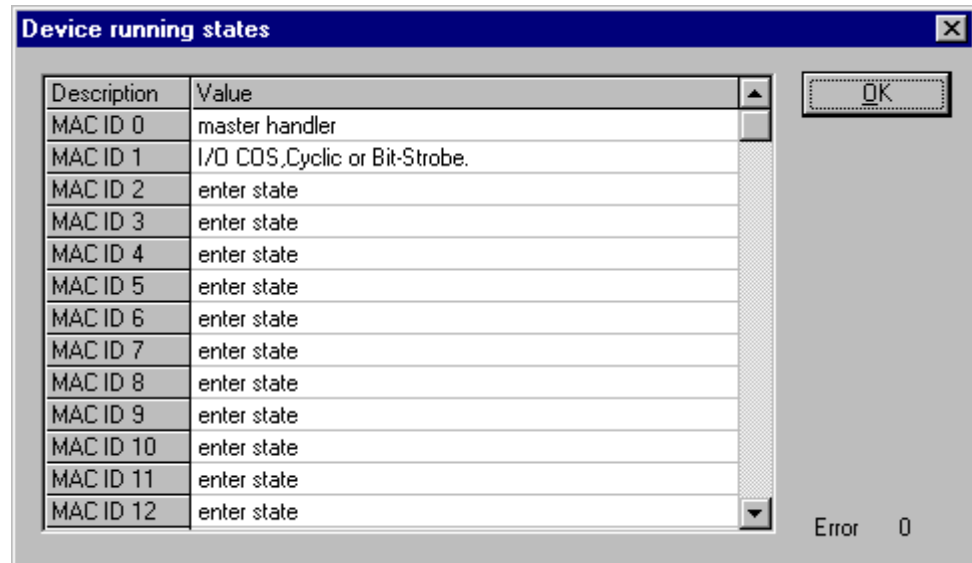 Device running states
Description Value
OK
MAC ID 0 master handler
MAC ID 1 I/O COS,Cyclic or Bit-Strobe.
MAC ID 2 enter state
MAC ID 3 enter state
MAC ID 4 enter state
MAC ID 5 enter state
MAC ID 6 enter state
MAC ID 7 enter state
MAC ID 8 enter state
MAC ID 9 enter state
MAC ID 10 enter state
MAC ID 11 enter state
MAC ID 12 enter state
Error 0